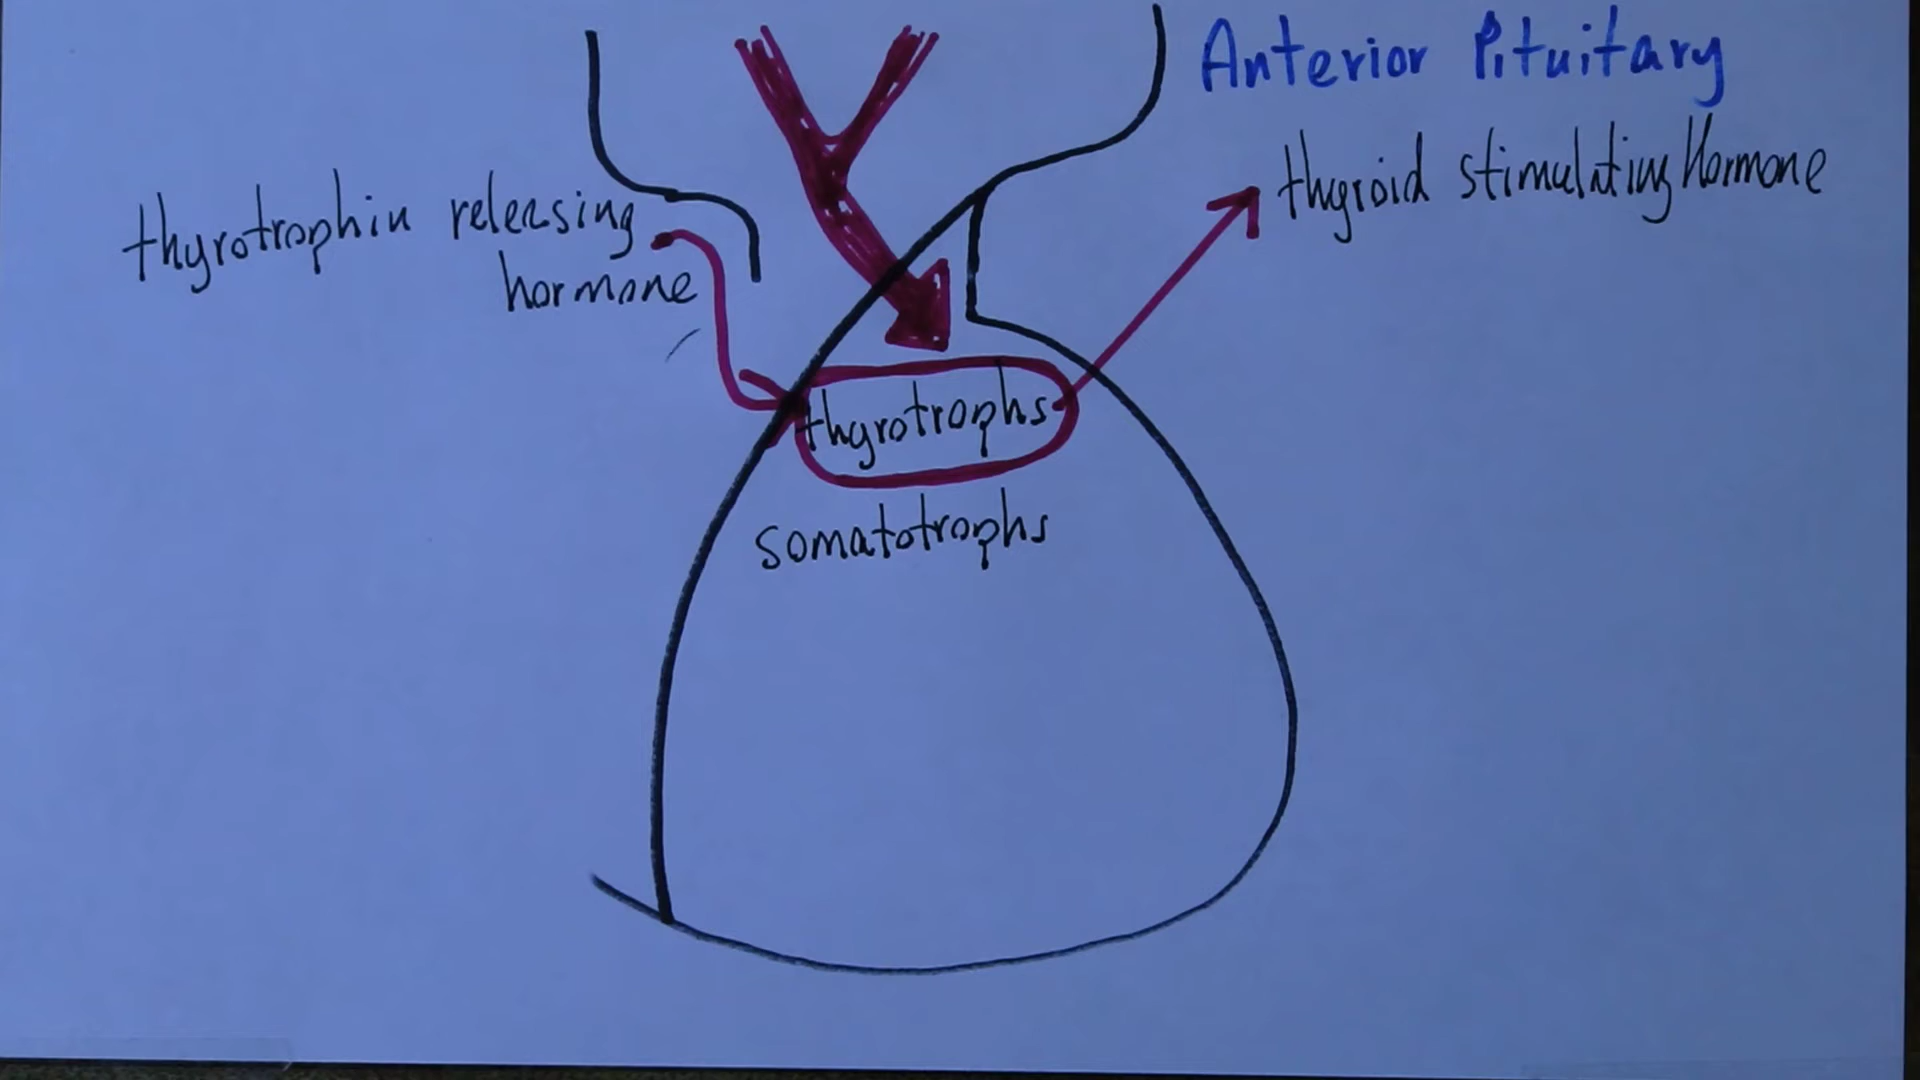 Anterior Pituitary
thyroid stimulating Hormone
thyrotrophin releasing
hormone
thyrotrophs
somatotrophs